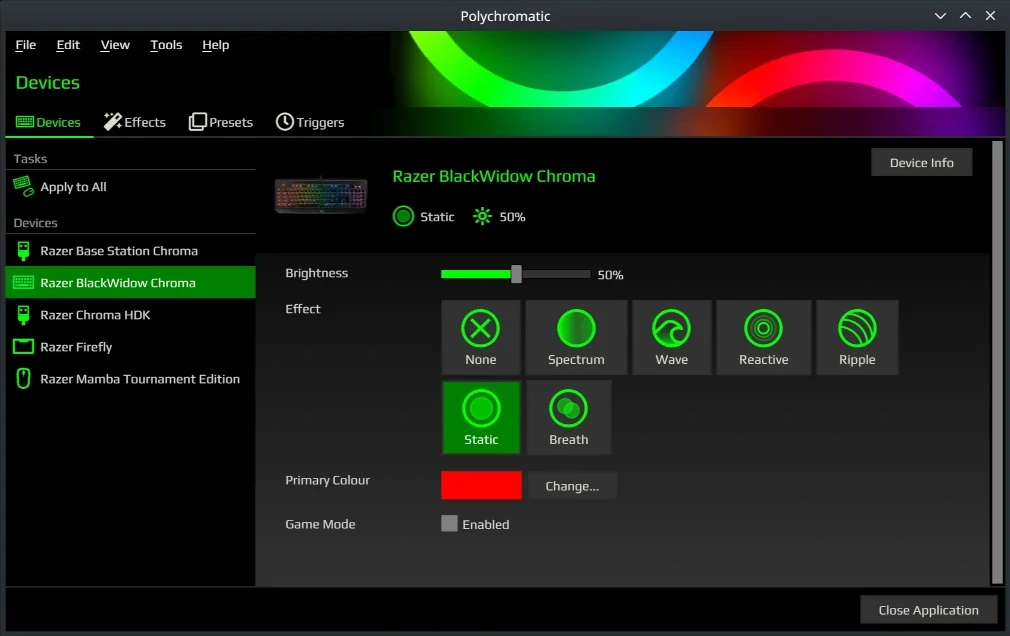 Polychromatic
File Edit View Tools Help
Devices
Devices Effects Presets Triggers
Tasks
Apply to All
Devices
Razer Base Station Chroma
Razer BlackWidow Chroma
Razer Chroma HDK
Razer Firefly
Razer Mamba Tournament Edition
Device Info
Razer BlackWidow Chroma
Static 50%
Brightness 50%
Effect
None Spectrum Wave Reactive Ripple
Static Breath
Primary Colour Change...
Game Mode Enabled
Close Application